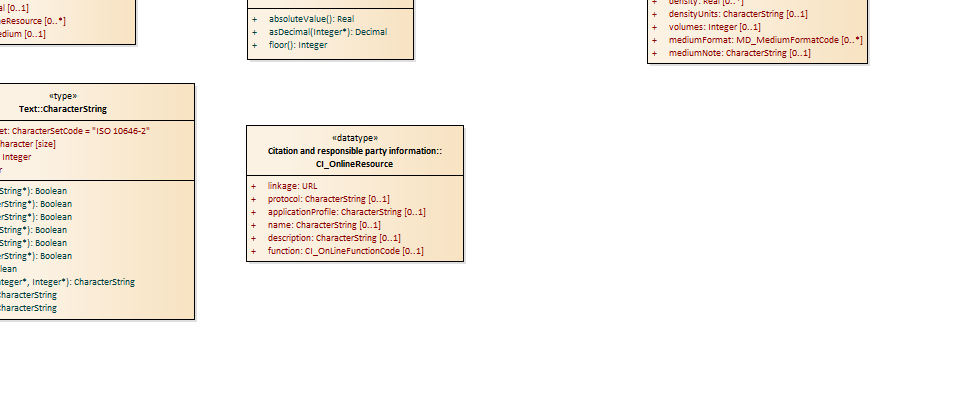 al [0..1]
eResource [0..*]
edium [0..1]
+ absoluteValue(): Real
+ asDecimal(Integer*): Decimal
+ floor(): Integer
+ density: Real [0..*]
+ densityUnits: CharacterString [0..1]
+ volumes: Integer [0..1]
+ mediumFormat: MD_MediumFormatCode [0..*]
+ mediumNote: CharacterString [0..1]
«type»
Text::CharacterString
et: CharacterSetCode = "ISO 10646-2"
haracter [size]
Integer
r
String*): Boolean
rString*): Boolean
rString*): Boolean
String*): Boolean
String*): Boolean
rString*): Boolean
lean
teger*, Integer*): CharacterString
haracterString
haracterString
«datatype»
Citation and responsible party information::
CI_OnlineResource
+ linkage: URL
+ protocol: CharacterString [0..1]
+ applicationProfile: CharacterString [0..1]
+ name: CharacterString [0..1]
+ description: CharacterString [0..1]
+ function: CI_OnLineFunctionCode [0..1]